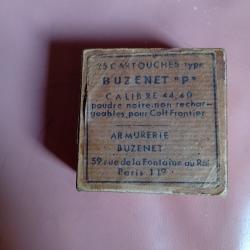 25 CARTOUCHES type
BUZENET "P"
CALIBRE 44,40
poudre noire, non rechar-
geables, pour Colt Frontier
ARMURERIE
BUZENET
59 rue de la Fontaine au Roi
Paris 11º